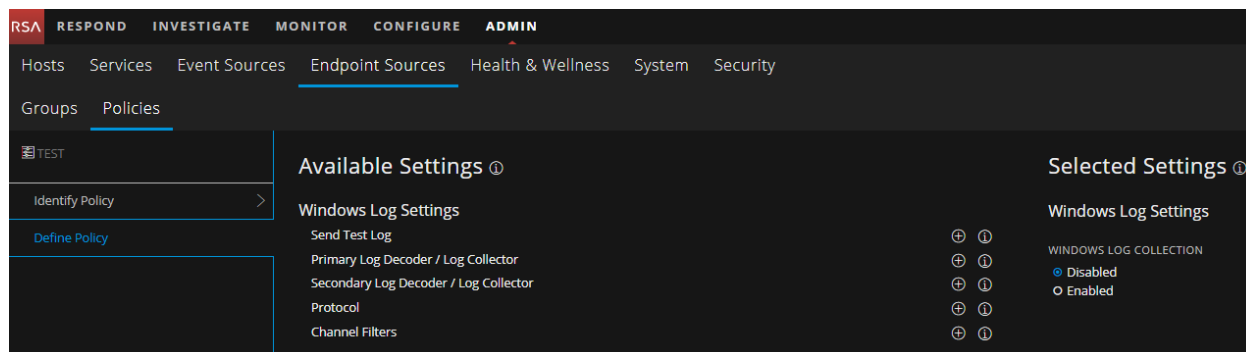 RSA RESPOND INVESTIGATE MONITOR CONFIGURE ADMIN
Hosts Services Event Sources Endpoint Sources Health & Wellness System Security
Groups Policies
TEST
Identify Policy
Define Policy
Available Settings
Windows Log Settings
Send Test Log
Primary Log Decoder / Log Collector
Secondary Log Decoder / Log Collector
Protocol
Channel Filters
Selected Settings
Windows Log Settings
WINDOWS LOG COLLECTION
Disabled
Enabled